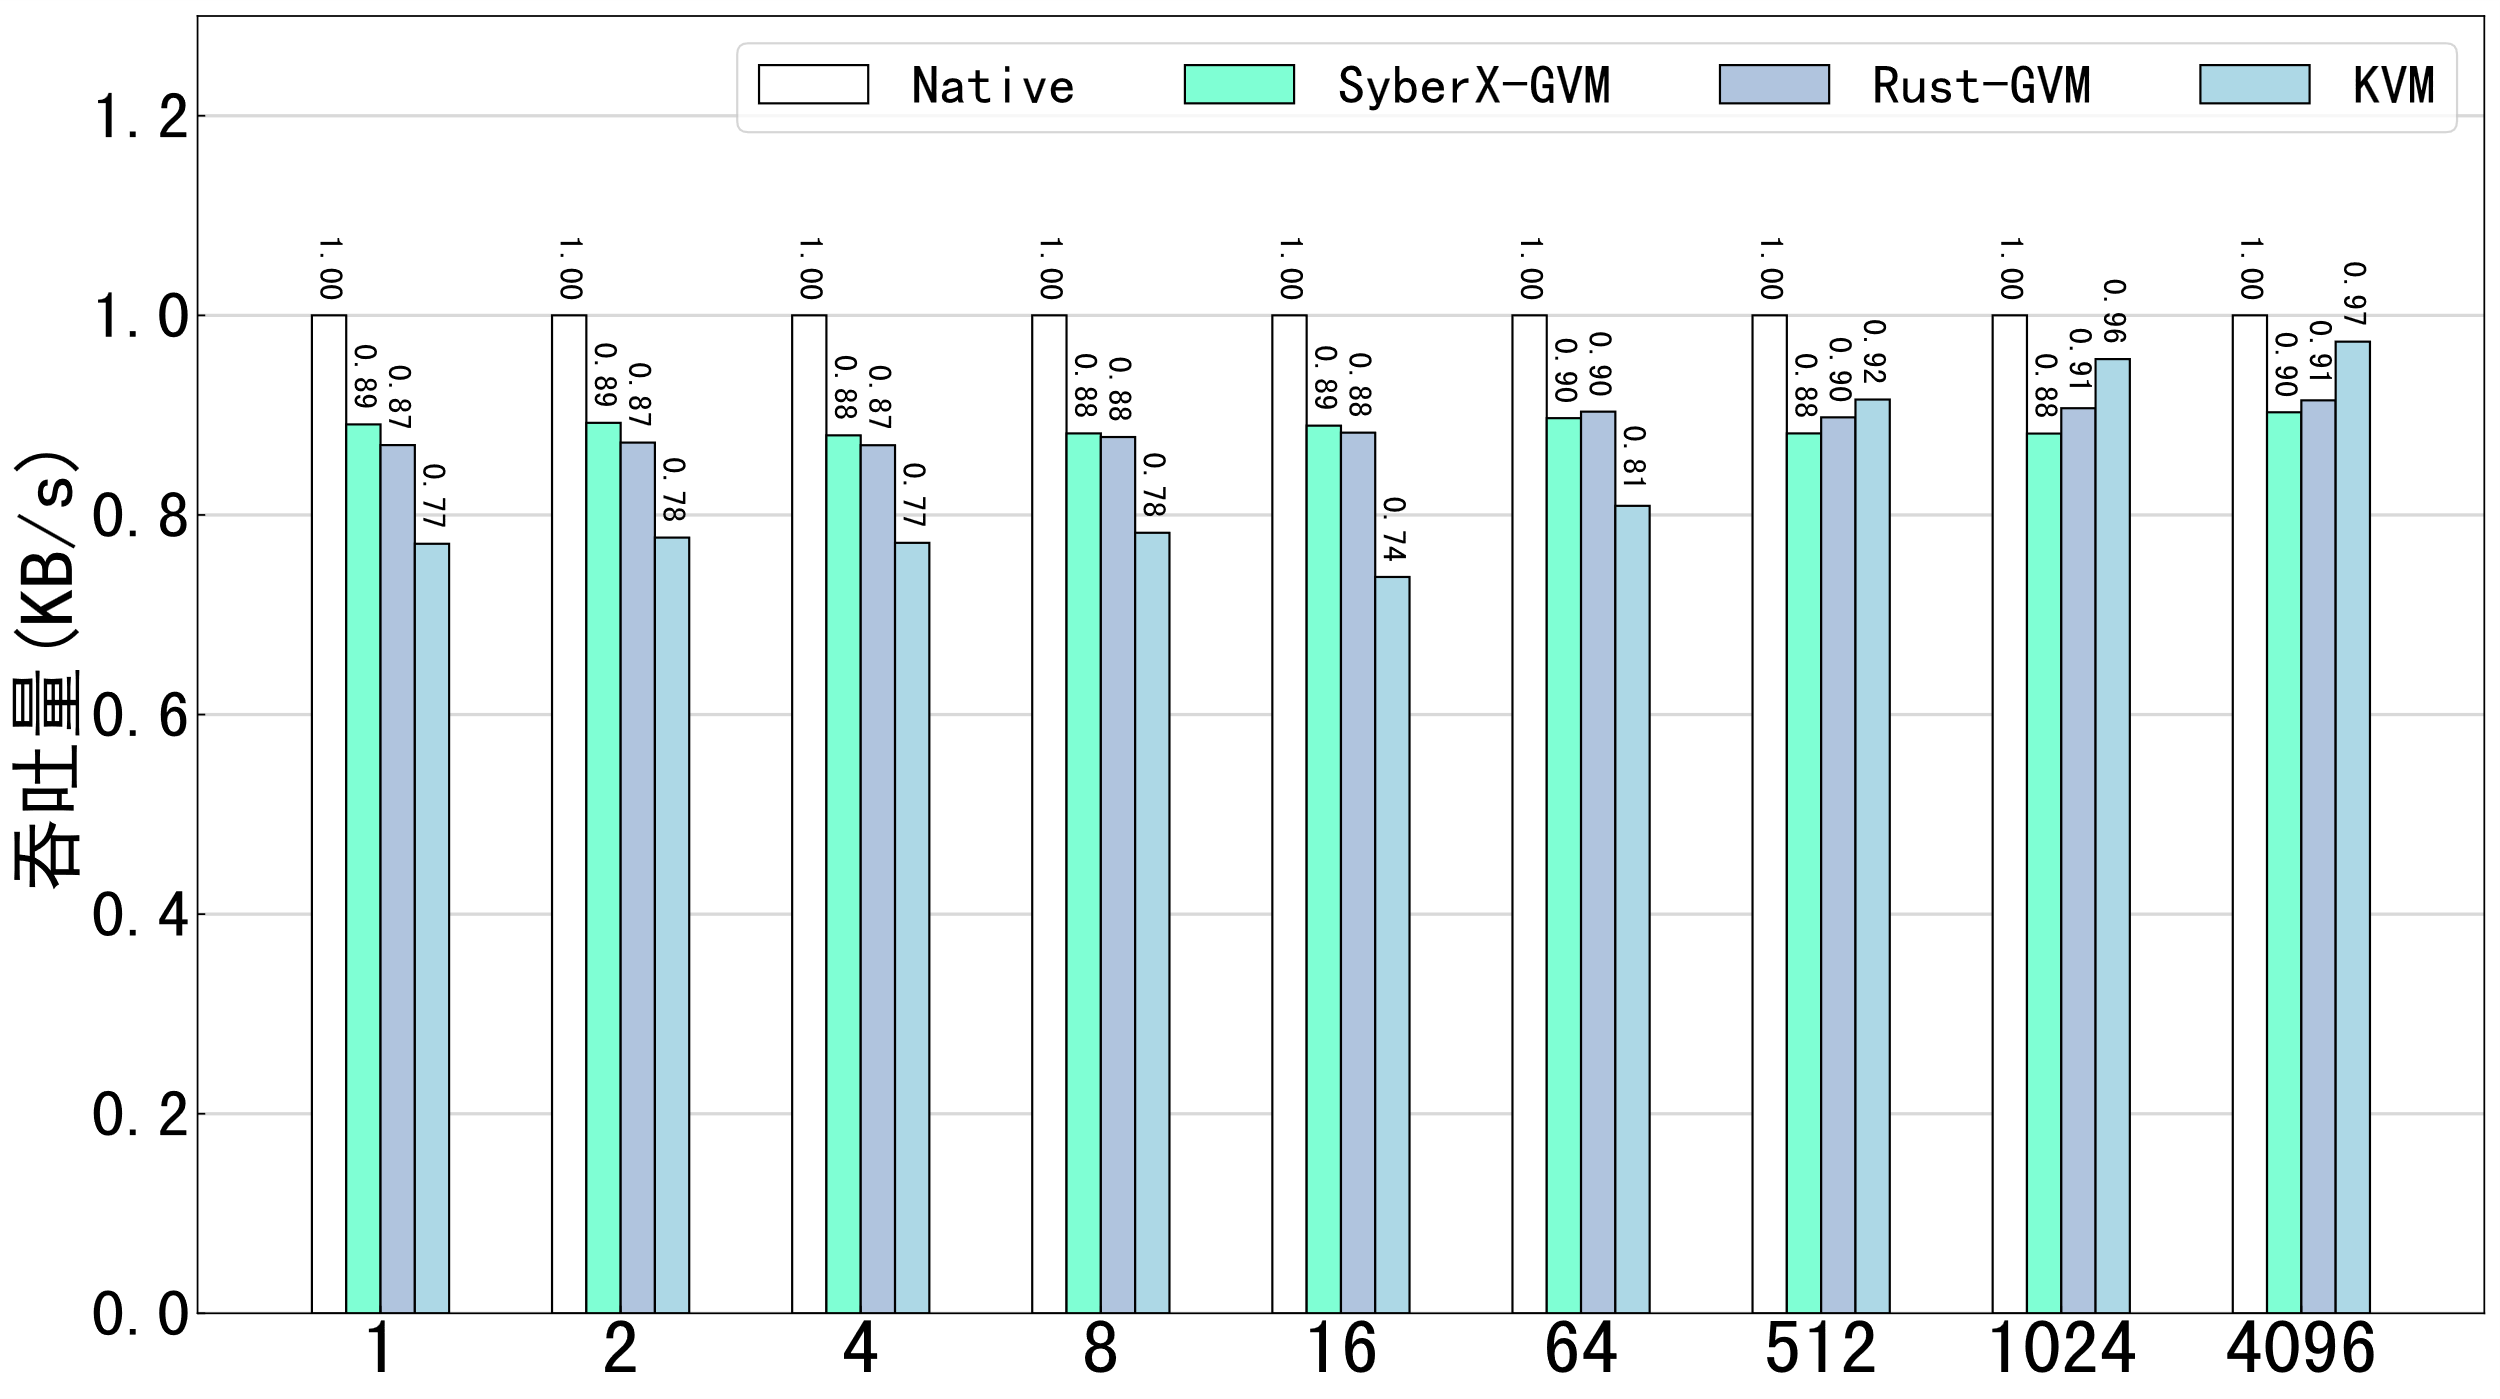 Native SyberX-GVM Rust-GVM KVM
吞吐量(KB/s)
1.2
1.0
0.8
0.6
0.4
0.2
0.0
1.00 0.89 0.87 0.77
1.00 0.89 0.87 0.78
1.00 0.88 0.87 0.77
1.00 0.88 0.88 0.78
1.00 0.89 0.88 0.74
1.00 0.90 0.90 0.81
1.00 0.88 0.90 0.92
1.00 0.88 0.91 0.96
1.00 0.90 0.91 0.97
1 2 4 8 16 64 512 1024 4096